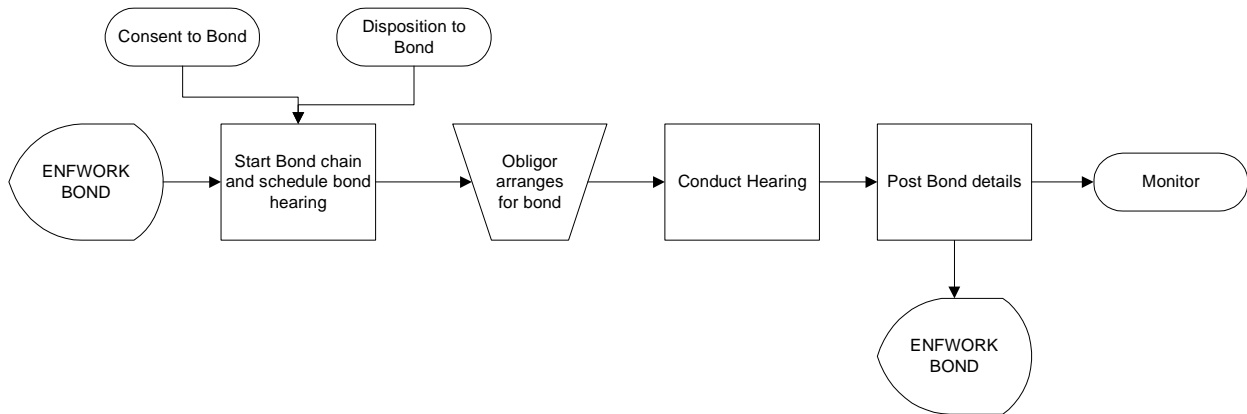 Consent to Bond
Disposition to
Bond
ENFWORK
BOND
Start Bond chain
and schedule bond
hearing
Obligor
arranges
for bond
Conduct Hearing
Post Bond details
Monitor
ENFWORK
BOND